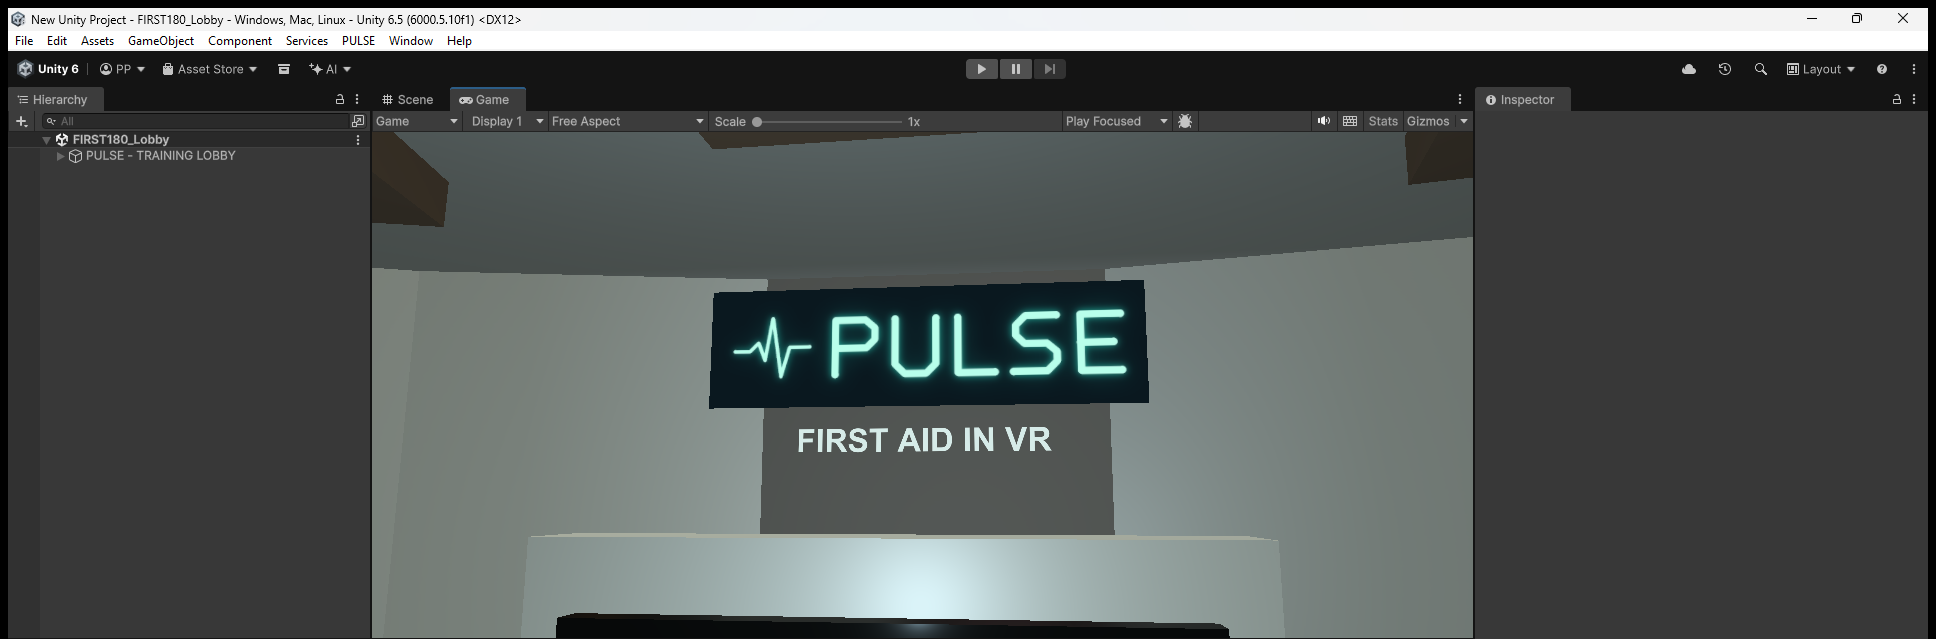 New Unity Project - FIRST180_Lobby - Windows, Mac, Linux - Unity 6.5 (6000.5.10f1) <DX12>
File Edit Assets GameObject Component Services PULSE Window Help
Unity 6 PP Asset Store AI Layout
Hierarchy Scene Game Inspector
All Game Display 1 Free Aspect Scale 1x Play Focused Stats Gizmos
FIRST180_Lobby
PULSE - TRAINING LOBBY
PULSE
FIRST AID IN VR